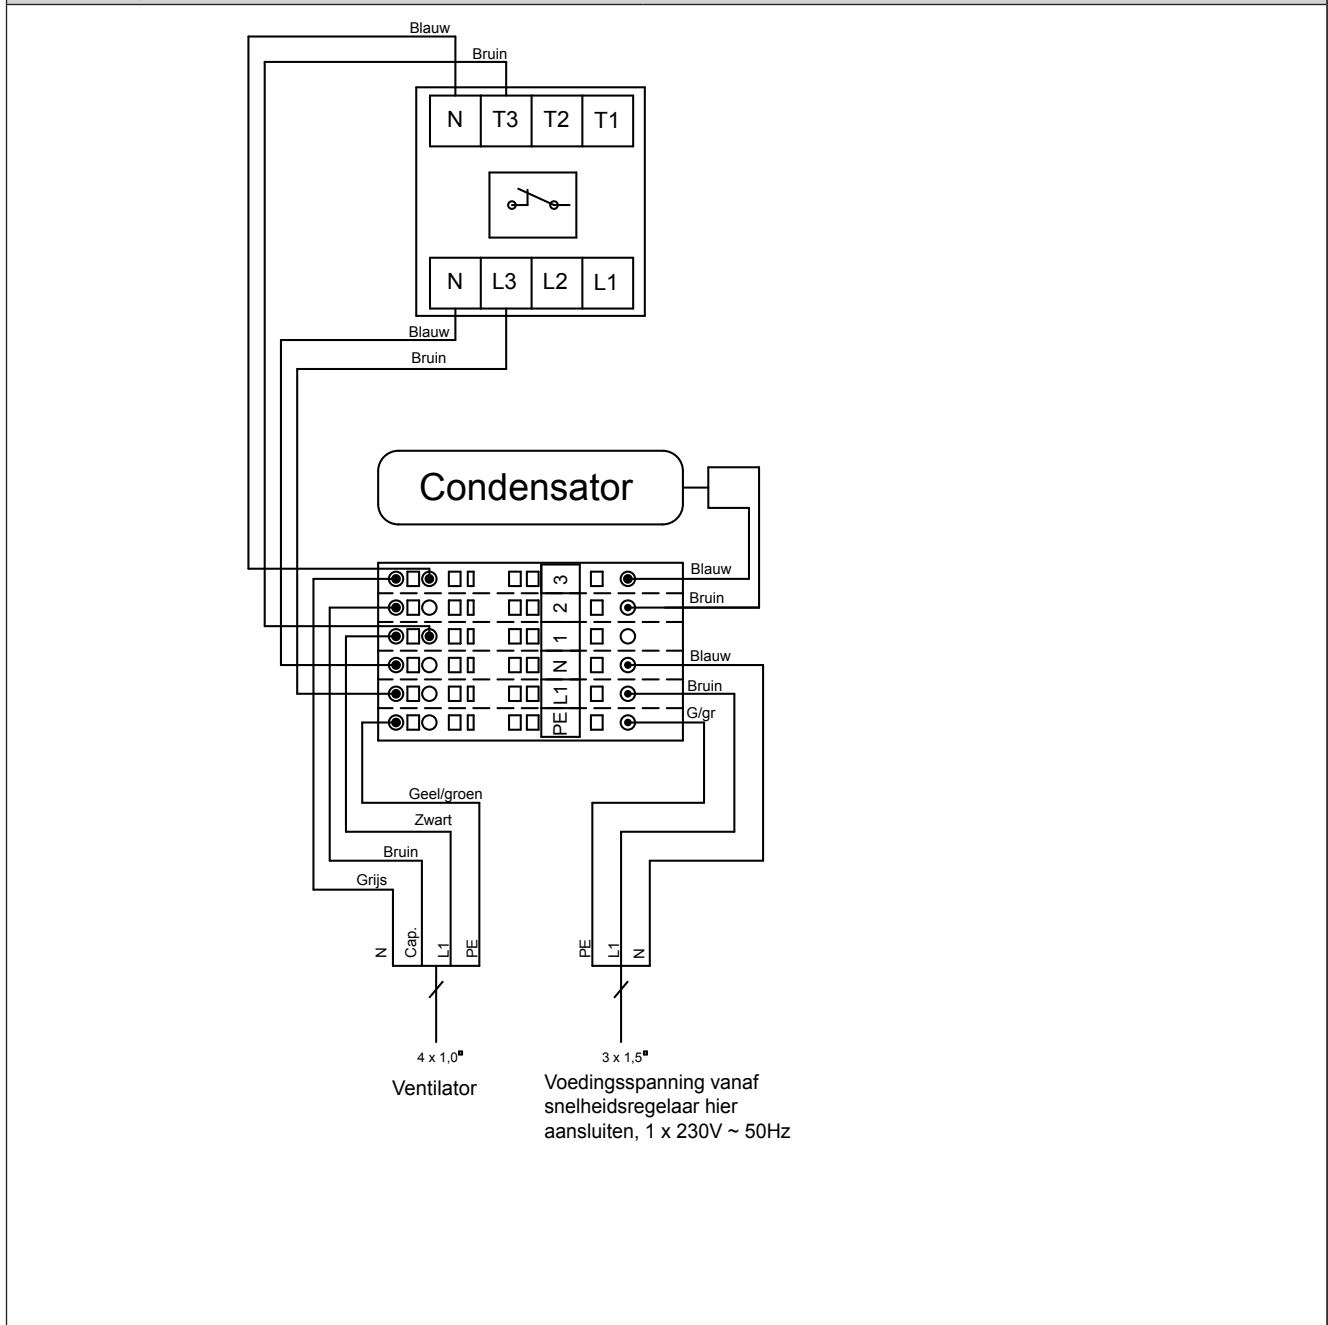 Blauw
Bruin
N T3 T2 T1
N L3 L2 L1
Blauw
Bruin
Condensator
3 Blauw
2 Bruin
1
N Blauw
L1 Bruin
PE G/gr
Geel/groen
Zwart
Bruin
Grijs
N Cap. L1 PE
PE L1 N
4 x 1,0¤
Ventilator
3 x 1,5¤
Voedingsspanning vanaf
snelheidsregelaar hier
aansluiten, 1 x 230V ~ 50Hz